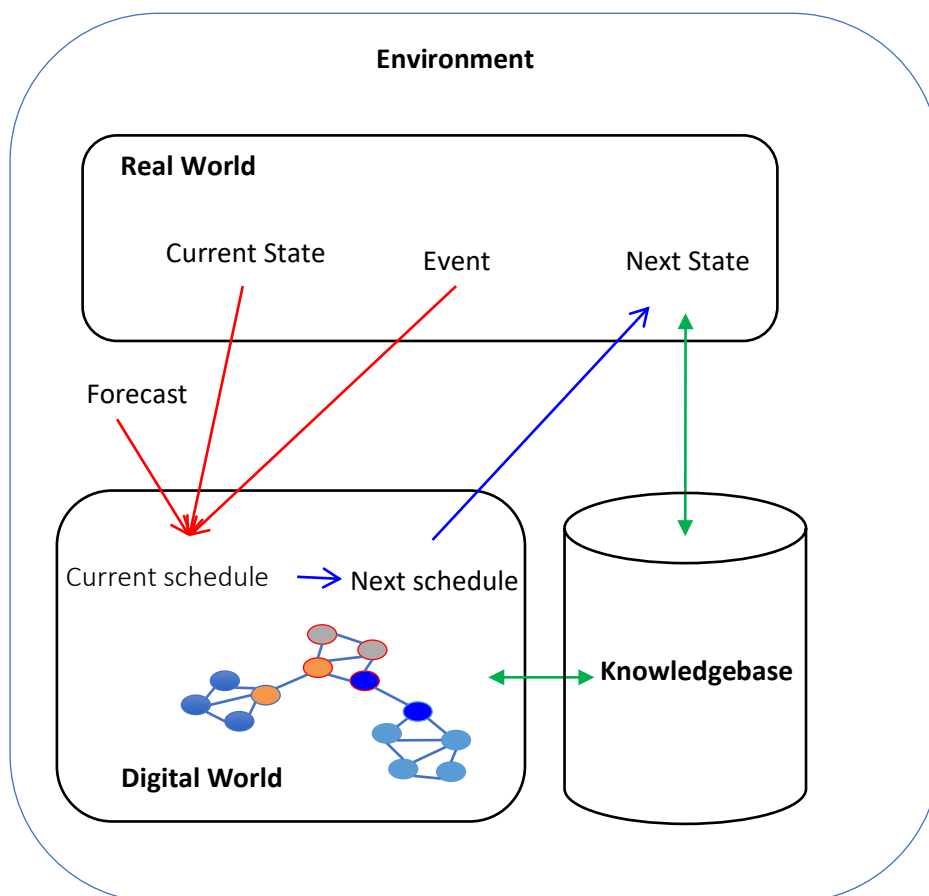 Environment
Real World
Current State
Event
Next State
Forecast
Current schedule
Next schedule
Knowledgebase
Digital World